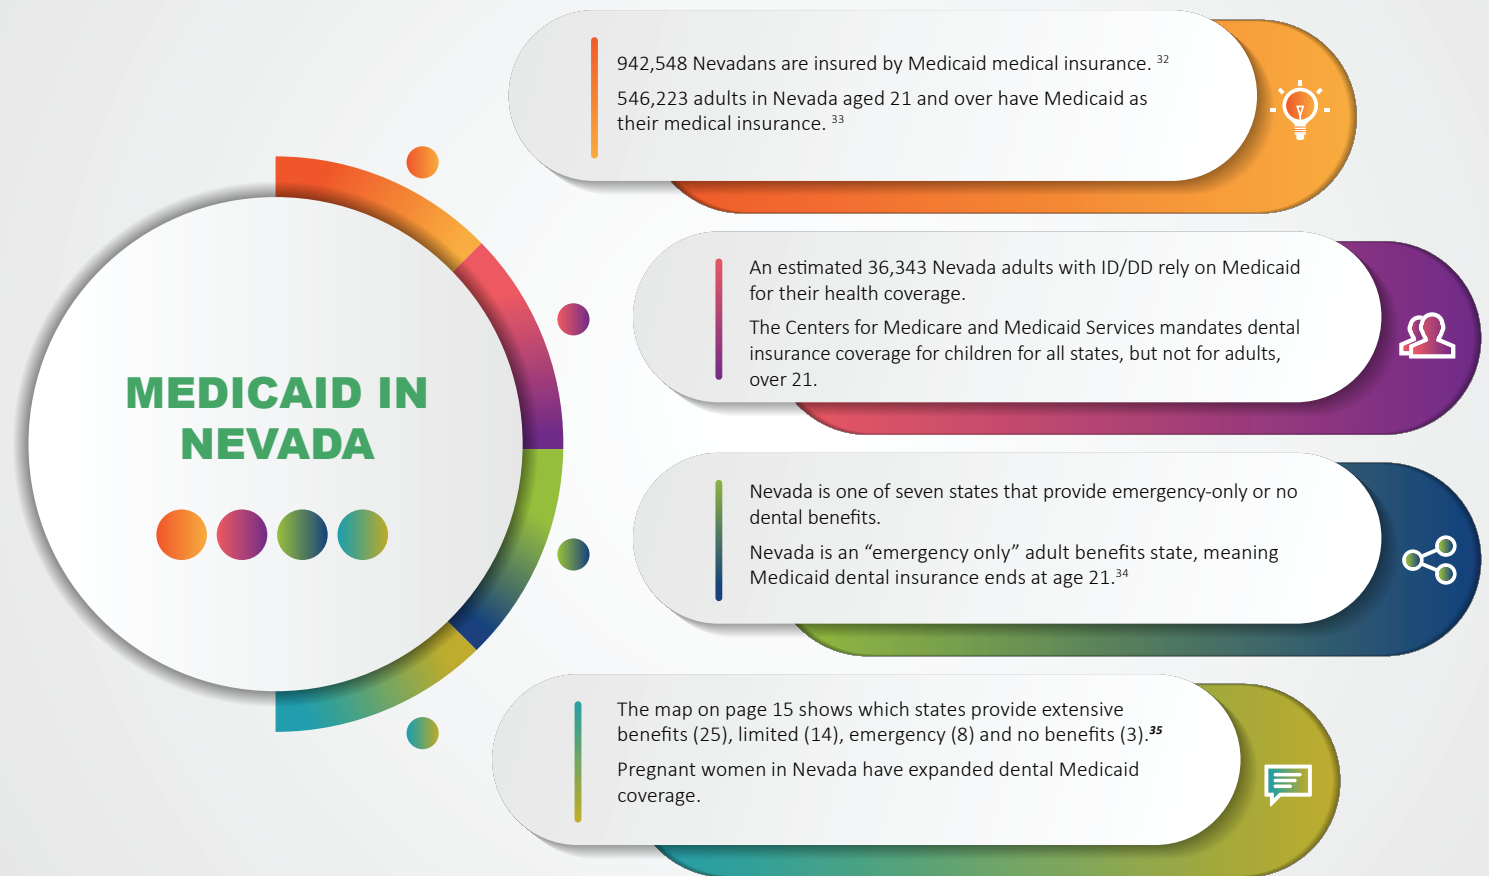 MEDICAID IN
NEVADA
942,548 Nevadans are insured by Medicaid medical insurance. 32
546,223 adults in Nevada aged 21 and over have Medicaid as
their medical insurance. 33
An estimated 36,343 Nevada adults with ID/DD rely on Medicaid
for their health coverage.
The Centers for Medicare and Medicaid Services mandates dental
insurance coverage for children for all states, but not for adults,
over 21.
Nevada is one of seven states that provide emergency-only or no
dental benefits.
Nevada is an “emergency only” adult benefits state, meaning
Medicaid dental insurance ends at age 21.34
The map on page 15 shows which states provide extensive
benefits (25), limited (14), emergency (8) and no benefits (3).35
Pregnant women in Nevada have expanded dental Medicaid
coverage.